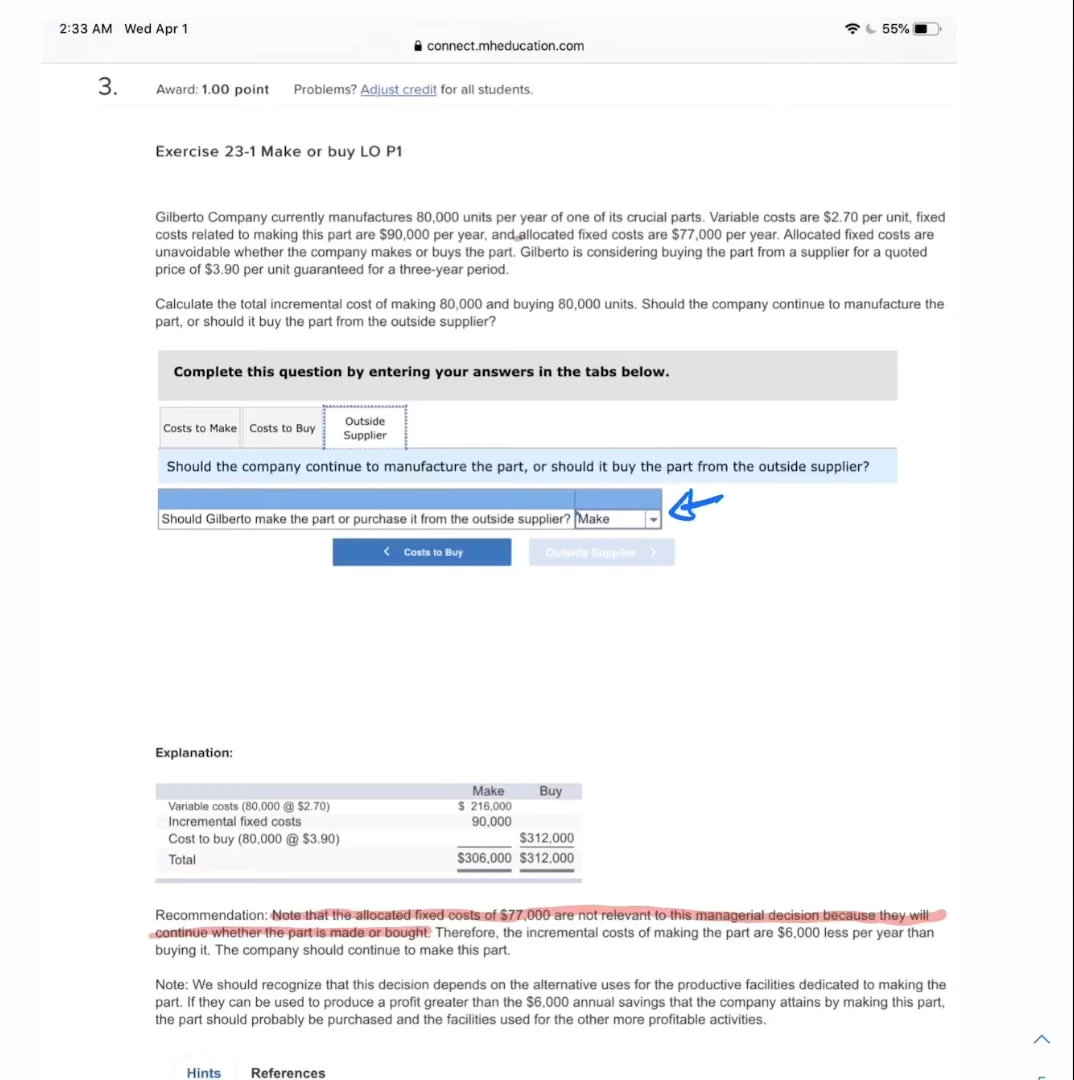 2:33 AM Wed Apr 1
55%
connect.mheducation.com
3.
Award: 1.00 point Problems? Adjust credit for all students.
Exercise 23-1 Make or buy LO P1
Gilberto Company currently manufactures 80,000 units per year of one of its crucial parts. Variable costs are $2.70 per unit, fixed
costs related to making this part are $90,000 per year, and allocated fixed costs are $77,000 per year. Allocated fixed costs are
unavoidable whether the company makes or buys the part. Gilberto is considering buying the part from a supplier for a quoted
price of $3.90 per unit guaranteed for a three-year period.
Calculate the total incremental cost of making 80,000 and buying 80,000 units. Should the company continue to manufacture the
part, or should it buy the part from the outside supplier?
Complete this question by entering your answers in the tabs below.
Costs to Make Costs to Buy Outside
Supplier
Should the company continue to manufacture the part, or should it buy the part from the outside supplier?
Should Gilberto make the part or purchase it from the outside supplier? Make
< Costs to Buy Outside Supplier >
Explanation:
Make Buy
Variable costs (80,000 @ $2.70) $ 216,000
Incremental fixed costs 90,000
Cost to buy (80,000 @ $3.90) $312,000
Total $306,000 $312,000
Recommendation: Note that the allocated fixed costs of $77,000 are not relevant to this managerial decision because they will
continue whether the part is made or bought. Therefore, the incremental costs of making the part are $6,000 less per year than
buying it. The company should continue to make this part.
Note: We should recognize that this decision depends on the alternative uses for the productive facilities dedicated to making the
part. If they can be used to produce a profit greater than the $6,000 annual savings that the company attains by making this part,
the part should probably be purchased and the facilities used for the other more profitable activities.
Hints References